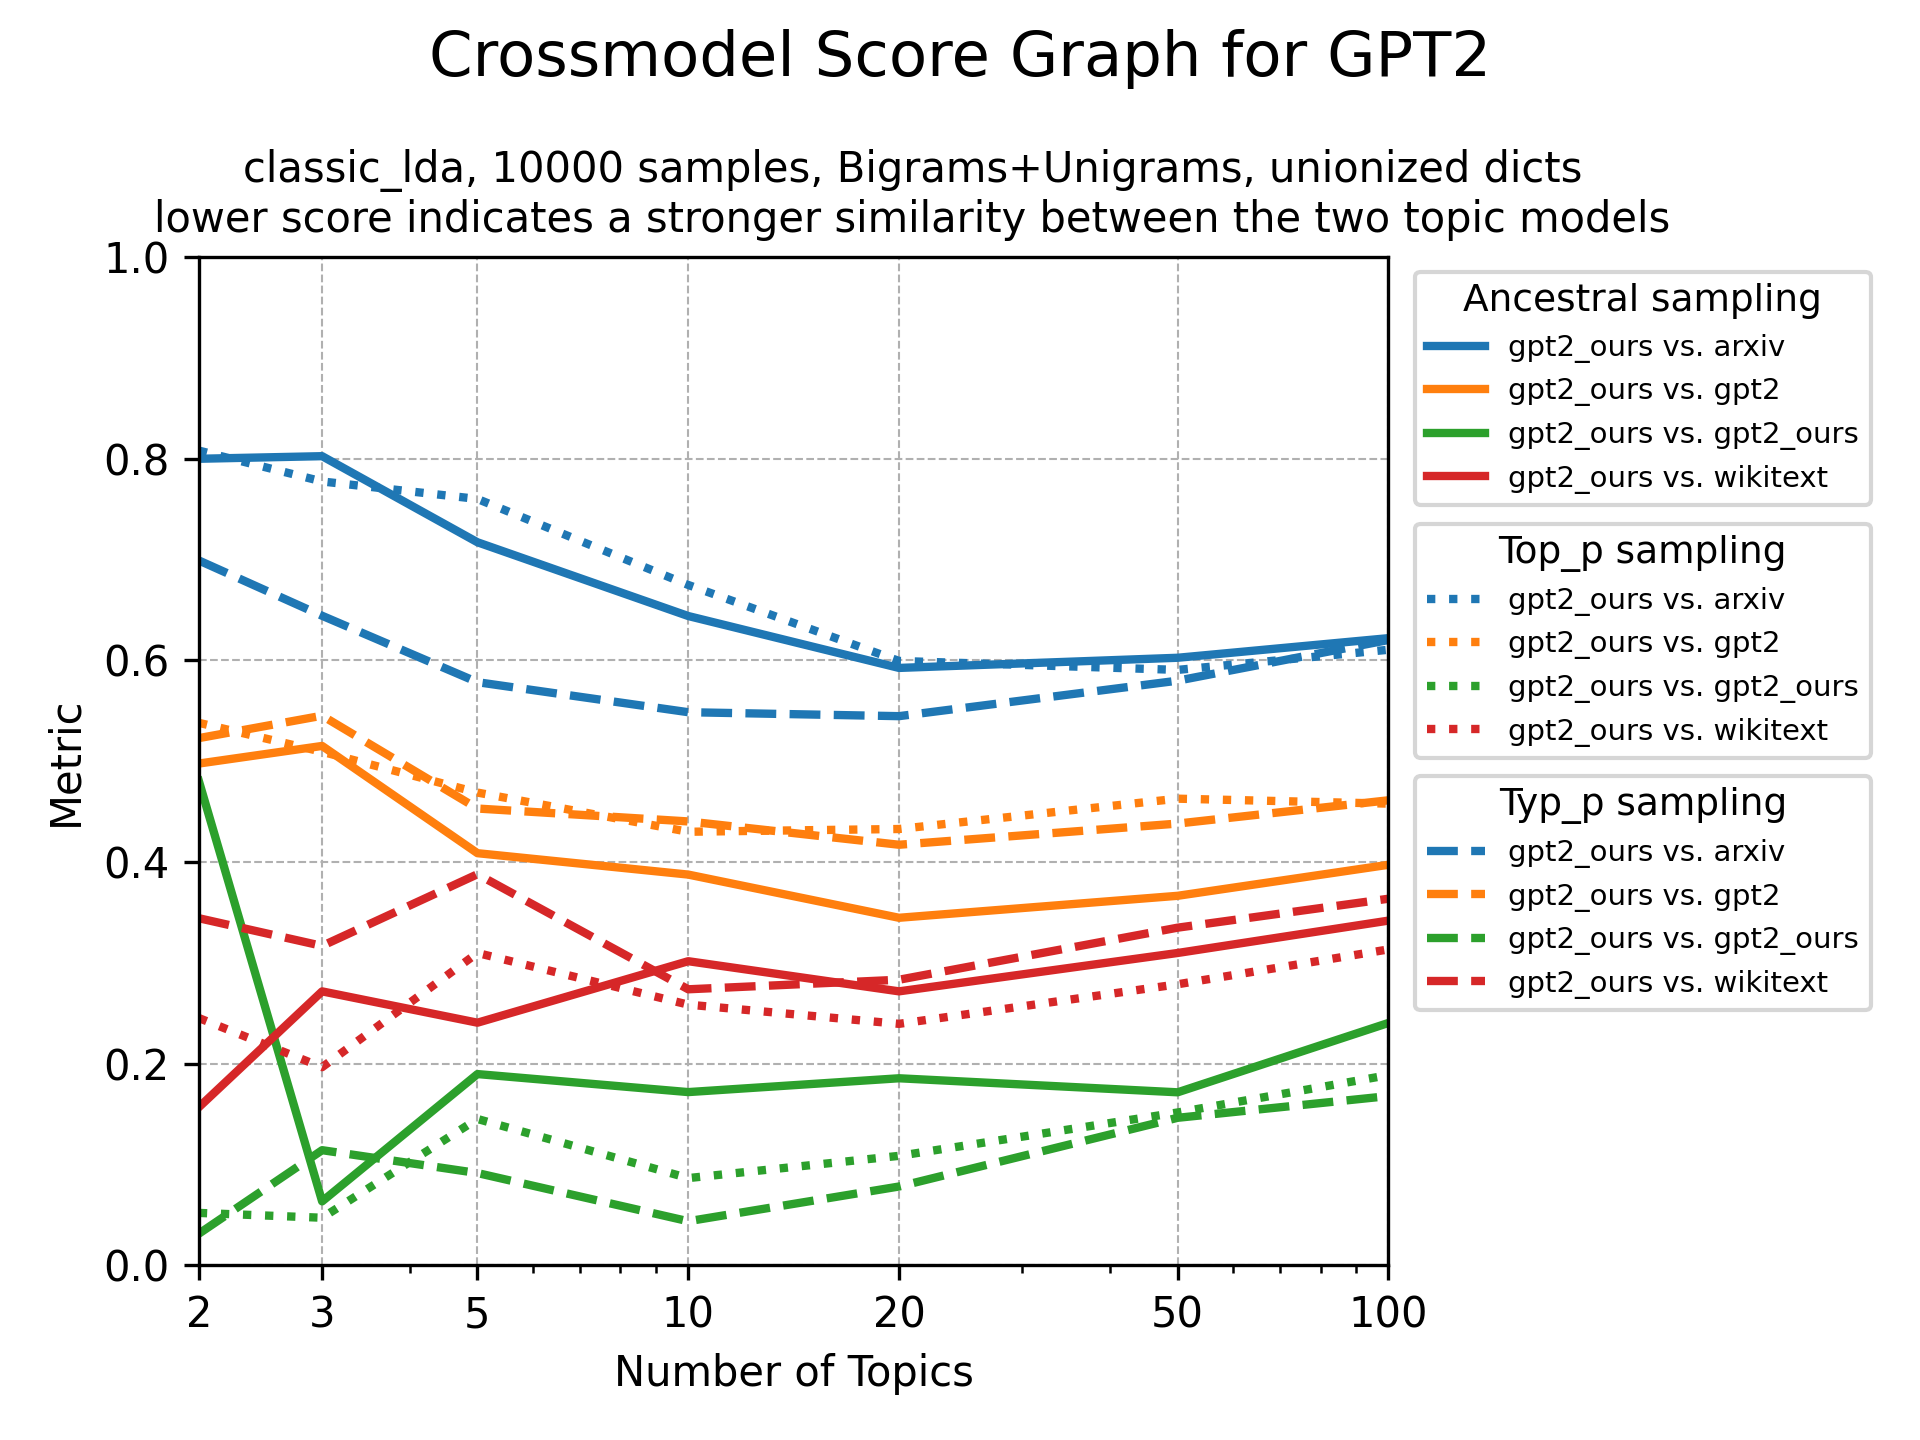 Crossmodel Score Graph for GPT2
classic_lda, 10000 samples, Bigrams+Unigrams, unionized dicts
lower score indicates a stronger similarity between the two topic models
1.0
0.8
0.6
0.4
0.2
0.0
Metric
2 3 5 10 20 50 100
Number of Topics
Ancestral sampling
gpt2_ours vs. arxiv
gpt2_ours vs. gpt2
gpt2_ours vs. gpt2_ours
gpt2_ours vs. wikitext
Top_p sampling
gpt2_ours vs. arxiv
gpt2_ours vs. gpt2
gpt2_ours vs. gpt2_ours
gpt2_ours vs. wikitext
Typ_p sampling
gpt2_ours vs. arxiv
gpt2_ours vs. gpt2
gpt2_ours vs. gpt2_ours
gpt2_ours vs. wikitext